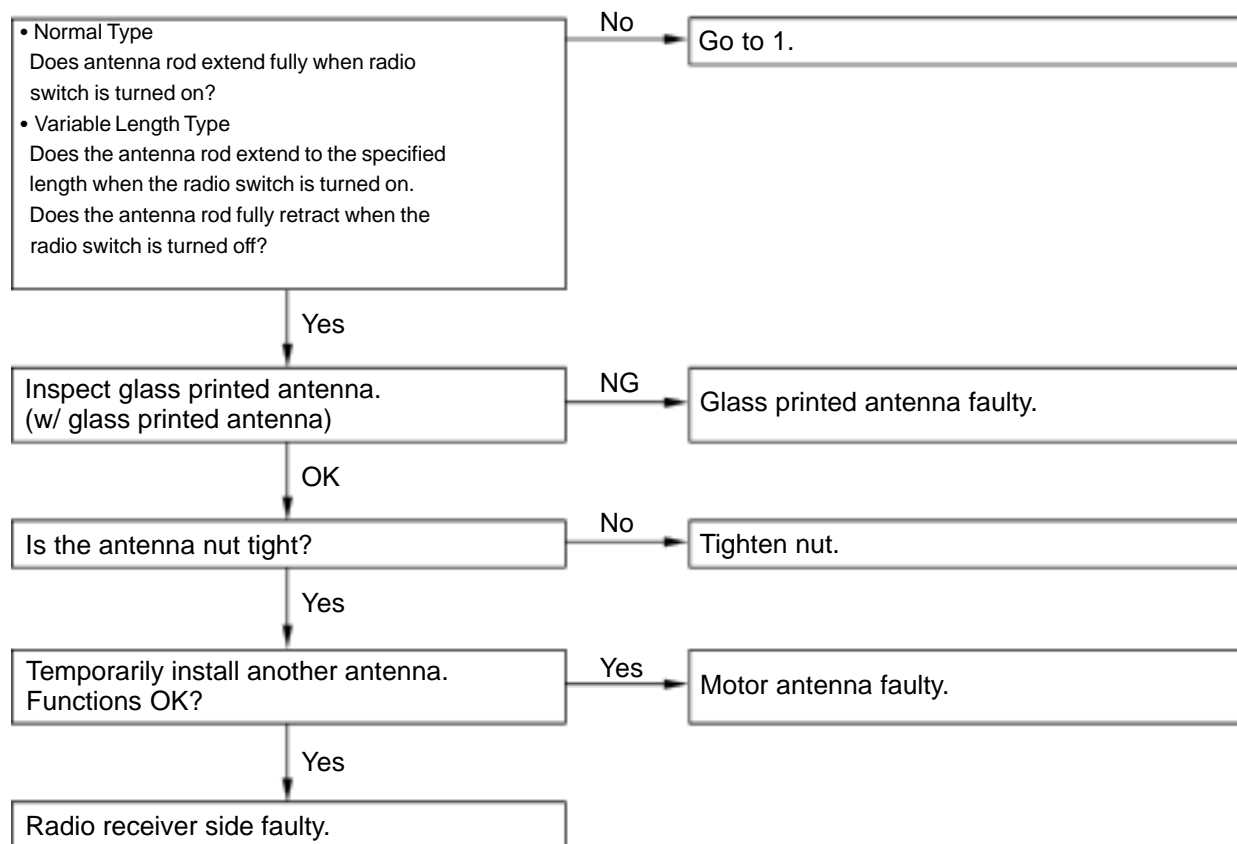 • Normal Type
Does antenna rod extend fully when radio
switch is turned on?
• Variable Length Type
Does the antenna rod extend to the specified
length when the radio switch is turned on.
Does the antenna rod fully retract when the
radio switch is turned off?
No
Go to 1.
Yes
Inspect glass printed antenna.
(w/ glass printed antenna)
NG
Glass printed antenna faulty.
OK
Is the antenna nut tight?
No
Tighten nut.
Yes
Temporarily install another antenna.
Functions OK?
Yes
Motor antenna faulty.
Yes
Radio receiver side faulty.